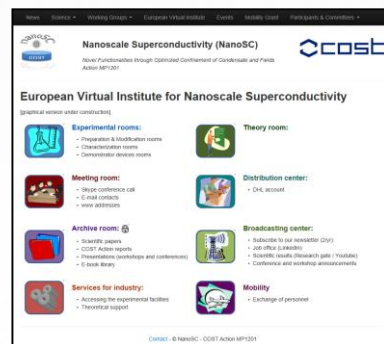 News Science Working Groups European Virtual Institute Events Mobility Grant Participants & Committees
Nanoscale Superconductivity (NanoSC)
Novel Functionalities through Optimized Confinement of Condensate and Fields
Action MP1201
cost
European Virtual Institute for Nanoscale Superconductivity
[graphical version under construction]
Experimental rooms:
• Preparation & Modification rooms
• Characterization rooms
• Demonstrator devices rooms
Theory room:
Meeting room:
• Skype conference call
• E-mail contacts
• www addresses
Distribution center:
• DHL account
Archive room:
• Scientific papers
• COST Action reports
• Presentations (workshops and conferences)
• E-book library
Broadcasting center:
• Subscribe to our newsletter (2/yr)
• Job office (LinkedIn)
• Scientific results (Research gate / Youtube)
• Conference and workshop announcements
Services for industry:
• Accessing the experimental facilities
• Theoretical support
Mobility
• Exchange of personnel
Contact - © NanoSC - COST Action MP1201